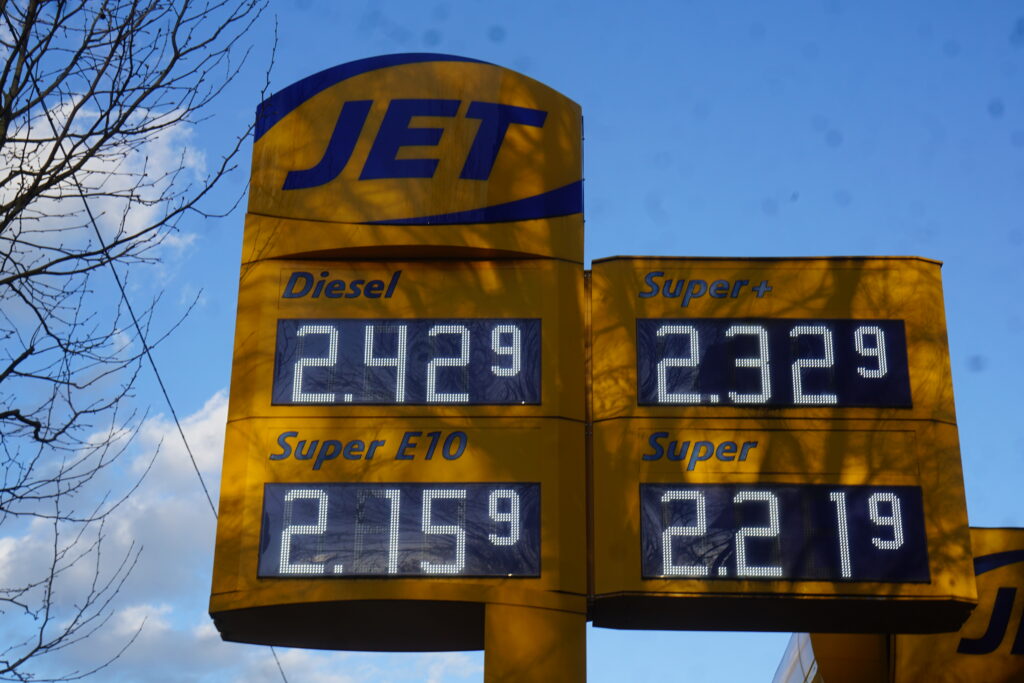 JET
Diesel
2.42⁹
Super E10
2.15⁹
Super+
2.32⁹
Super
2.21⁹
J